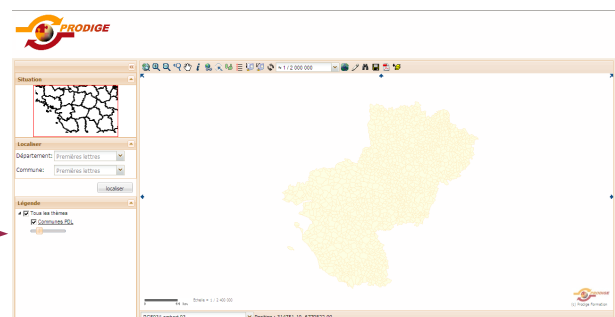 PRODIGE
~ 1 / 2 000 000
Situation
Localiser
Département: Premières lettres
Commune: Premières lettres
localiser
Légende
Tous les thèmes
Communes PDL
(c) Prodige Formation